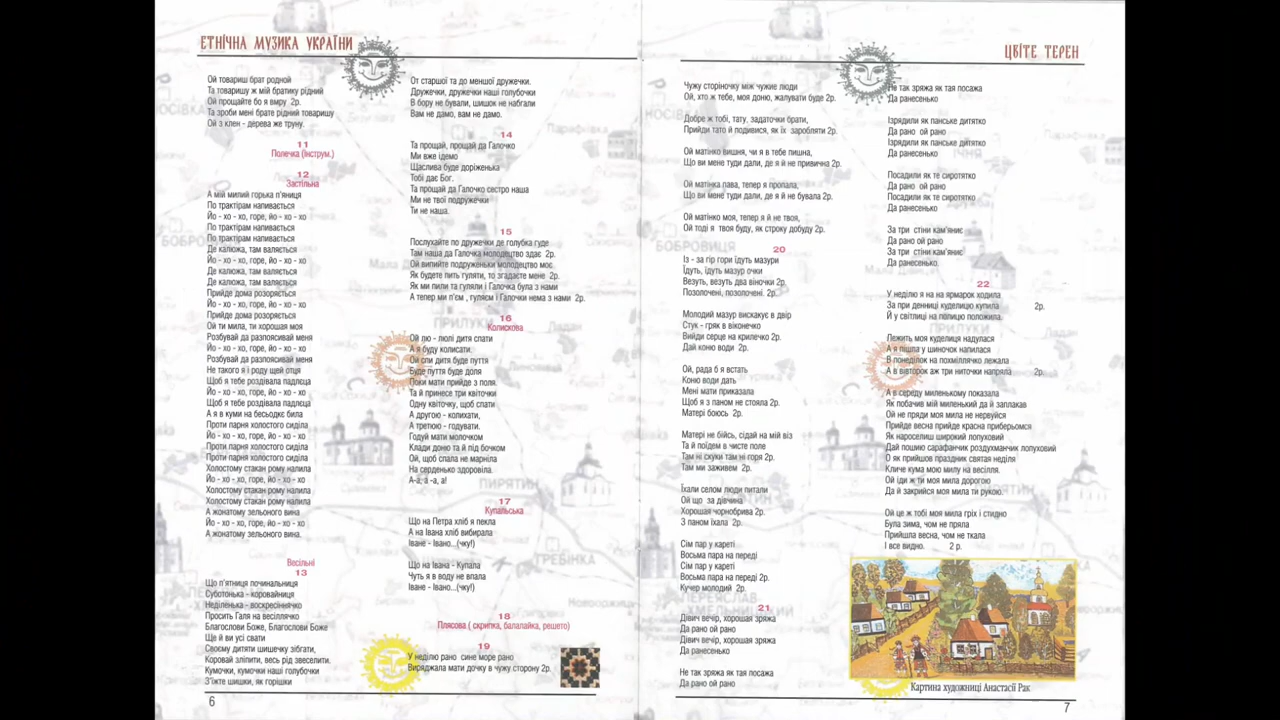 ЕТНІЧНА МУЗИКА УКРАЇНИ
Ой товариш брат родной
Та товаришу ж мій братику рідний
Ой прощайте бо я вмру 2р.
Та зроби мені брате рідний товаришу
Ой з клен - дерева же труну.
11
Полечка (Інструм.)
12
Застільна
А мій милий горька п'яниця
По трактірам напивається
Йо - хо - хо, горе, йо - хо - хо
По трактірам напивається
По трактірам напивається
Де калюжа, там валяється
Йо - хо - хо, горе, йо - хо - хо
Де калюжа, там валяється
Де калюжа, там валяється
Прийде дома розоряється
Йо - хо - хо, горе, йо - хо - хо
Прийде дома розоряється
Ой ти мила, ти хорошая моя
Розбувай да разпоясивай меня
Йо - хо - хо, горе, йо - хо - хо
Розбувай да разпоясивай меня
Не такого я і роду щей отця
Щоб я тебе роздівала падлєца
Йо - хо - хо, горе, йо - хо - хо
Щоб я тебе роздівала падлєца
А я в куми на бесьодкє била
Проти парня холостого сиділа
Йо - хо - хо, горе, йо - хо - хо
Проти парня холостого сиділа
Проти парня холостого сиділа
Холостому стакан рому налила
Йо - хо - хо, горе, йо - хо - хо
Холостому стакан рому налила
Холостому стакан рому налила
А жонатому зельоного вина
Йо - хо - хо, горе, йо - хо - хо
А жонатому зельоного вина.
Весільні
13
Що п'ятниця починальниця
Суботонька - коровайниця
Неділенька - воскресіннячко
Просить Галя на весіллячко
Благослови Боже, Благослови Боже
Ще й ви усі свати
Своєму дитяти шишечку зібгати,
Коровай зліпити, весь рід звеселити.
Кумочки, кумочки наші голубочки
З'їжте шишки, як горішки
6
От старшої та до меншої дружечки.
Дружечки, дружечки наші голубочки
В бору не бували, шишок не набгали
Вам не дамо, вам не дамо.
14
Та прощай, прощай да Галочко
Ми вже ідемо
Щаслива буде доріженька
Тобі дає Бог.
Та прощай да Галочко сестро наша
Ми не твої подружечки
Ти не наша.
15
Послухайте по дружечки де голубка гуде
Там наша да Галочка молодецтво здає 2р.
Ой випийте подруженьки молодецтво моє
Як будете пить гуляти, то згадаєте мене 2р.
Як ми пили та гуляли і Галочка була з нами
А тепер ми п'єм , гуляєм і Галочки нема з нами 2р.
16
Колискова
Ой лю - люлі дитя спати
А я буду колисати.
Ой спи дитя буде пуття
Буде пуття буде доля
Поки мати прийде з поля.
Та й принесе три квіточки
Одну квіточку, щоб спати
А другою - колихати,
А третюю - годувати.
Годуй мати молочком
Клади доню та й під бочком
Ой, щоб спала не марніла
На серденько здоровіла.
А-а, а -а, а!
17
Купальська
Що на Петра хліб я пекла
А на Івана хліб вибирала
Іване - Івано...(чку!)
Що на Івана - Купала
Чуть я в воду не впала
Іване - Івано...(чку!)
18
Плясова ( скрипка, балалайка, решето)
19
У неділю рано сине море рано
Виряджала мати дочку в чужу сторону 2р.
ЦВІТЕ ТЕРЕН
Чужу сторіночку між чужие люди
Ой, хто ж тебе, моя доню, жалувати буде 2р.
Добре ж тобі, тату, задаточки брати,
Прийди тато й подивися, як їх заробляти 2р.
Ой матінко вишня, чи я в тебе пишна,
Що ви мене туди дали, де я й не привична 2р.
Ой матінка пава, тепер я пропала,
Що ви мене туди дали, де я й не бувала 2р.
Ой матінко моя, тепер я й не твоя,
Ой тоді я твоя буду, як строку добуду 2р.
20
Із - за гір гори їдуть мазури
Їдуть, їдуть мазур очки
Везуть, везуть два віночки 2р.
Позолочені, позолочені. 2р.
Молодий мазур вискакує в двір
Стук - гряк в віконечко
Вийди серце на крилечко 2р.
Дай коню води 2р.
Ой, рада б я встать
Коню води дать
Мені мати приказала
Щоб я з паном не стояла 2р.
Матері боюсь 2р.
Матері не бійсь, сідай на мій віз
Та й поїдем в чисте поле
Там ні скуки там ні горя 2р.
Там ми заживем 2р.
Їхали селом люди питали
Ой що за дівчина
Хорошая чорнобрива 2р.
З паном їхала 2р.
Сім пар у кареті
Восьма пара на переді
Сім пар у кареті
Восьма пара на переді 2р.
Кучер молодий 2р.
21
Дівич вечір, хорошая зряжа
Да рано ой рано
Дівич вечір, хорошая зряжа
Да ранесенько
Не так зряжа як тая посажа
Да рано ой рано
Не так зряжа як тая посажа
Да ранесенько
Ізрядили як панське дитятко
Да рано ой рано
Ізрядили як панське дитятко
Да ранесенько.
Посадили як те сиротятко
Да рано ой рано
Посадили як те сиротятко
Да ранесенько
За три стіни кам'яниє
Да рано ой рано
За три стіни кам'яниє
Да ранесенько.
22
У неділю я на на ярмарок ходила
За при денниці куделицю купила 2р.
Й у світлиці на полицю положила.
Лежить моя куделиця надулася
А я пішла у шиночок напилася
В понеділок на похміллячко лежала
А в вівторок аж три ниточки напряла 2р.
А в середу миленькому показала
Як побачив мій миленький да й заплакав
Ой не пряди моя мила не нервуйся
Прийде весна прийде красна приберьомся
Як нароселиш широкий лопуховий
Дай пошию сарафанчик роздухманчик лопуховий
О як прийшов праздник святая неділя
Кличе кума мою милу на весілля.
Ой іди ж ти моя мила дорогою
Да й закрийся моя мила ти рукою.
Ой це ж тобі моя мила гріх і стидно
Була зима, чом не пряла
Прийшла весна, чом не ткала
І все видно. 2 р.
Картина художниці Анастасії Рак
7